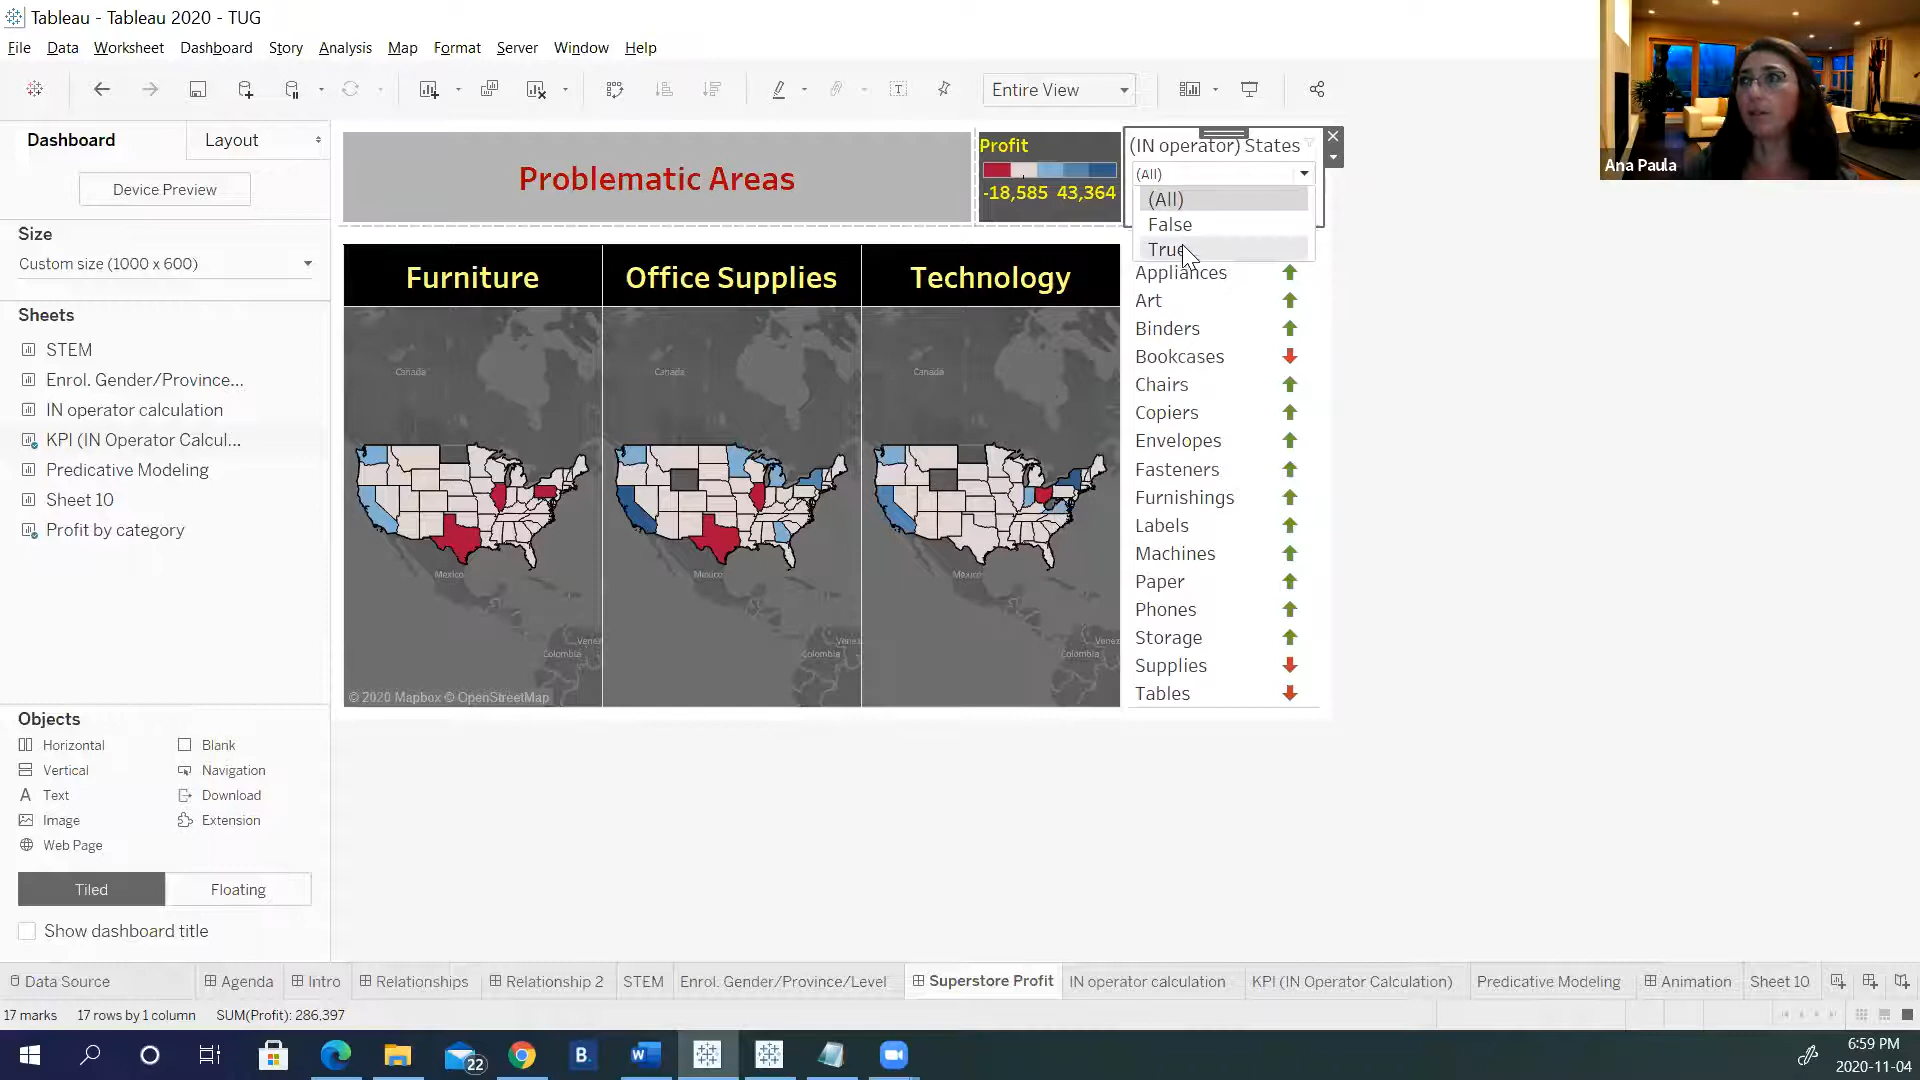 Tableau - Tableau 2020 - TUG
File Data Worksheet Dashboard Story Analysis Map Format Server Window Help
Entire View
Ana Paula
Dashboard Layout
Device Preview
Size
Custom size (1000 x 600)
Sheets
STEM
Enrol. Gender/Province...
IN operator calculation
KPI (IN Operator Calcul...
Predicative Modeling
Sheet 10
Profit by category
Objects
Horizontal Blank
Vertical Navigation
Text Download
Image Extension
Web Page
Tiled Floating
Show dashboard title
Problematic Areas
Profit
-18,585 43,364
(IN operator) States
(All)
(All)
False
True
Furniture Office Supplies Technology
Canada Canada Canada
Mexico Mexico Mexico
Venez Venez Venez
Colombia Colombia Colombia
© 2020 Mapbox © OpenStreetMap
Appliances
Art
Binders
Bookcases
Chairs
Copiers
Envelopes
Fasteners
Furnishings
Labels
Machines
Paper
Phones
Storage
Supplies
Tables
Data Source Agenda Intro Relationships Relationship 2 STEM Enrol. Gender/Province/Level Superstore Profit IN operator calculation KPI (IN Operator Calculation) Predicative Modeling Animation Sheet 10
17 marks 17 rows by 1 column SUM(Profit): 286,397
22
B.
W
6:59 PM
2020-11-04